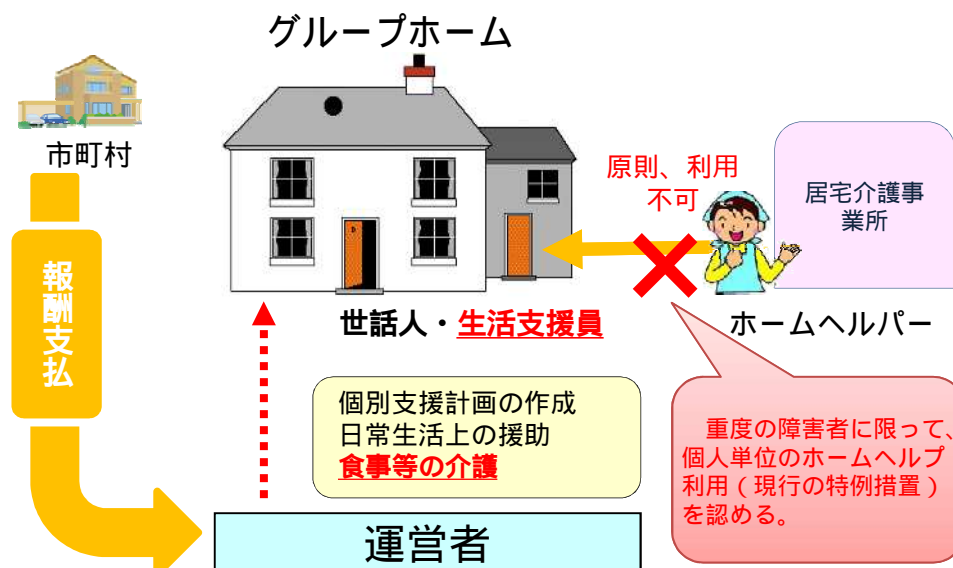 グループホーム
市町村
報酬支払
原則、利用
不可
居宅介護事
業所
世話人・生活支援員
ホームヘルパー
個別支援計画の作成
日常生活上の援助
食事等の介護
重度の障害者に限って、
個人単位のホームヘルプ
利用（現行の特例措置）
を認める。
運営者